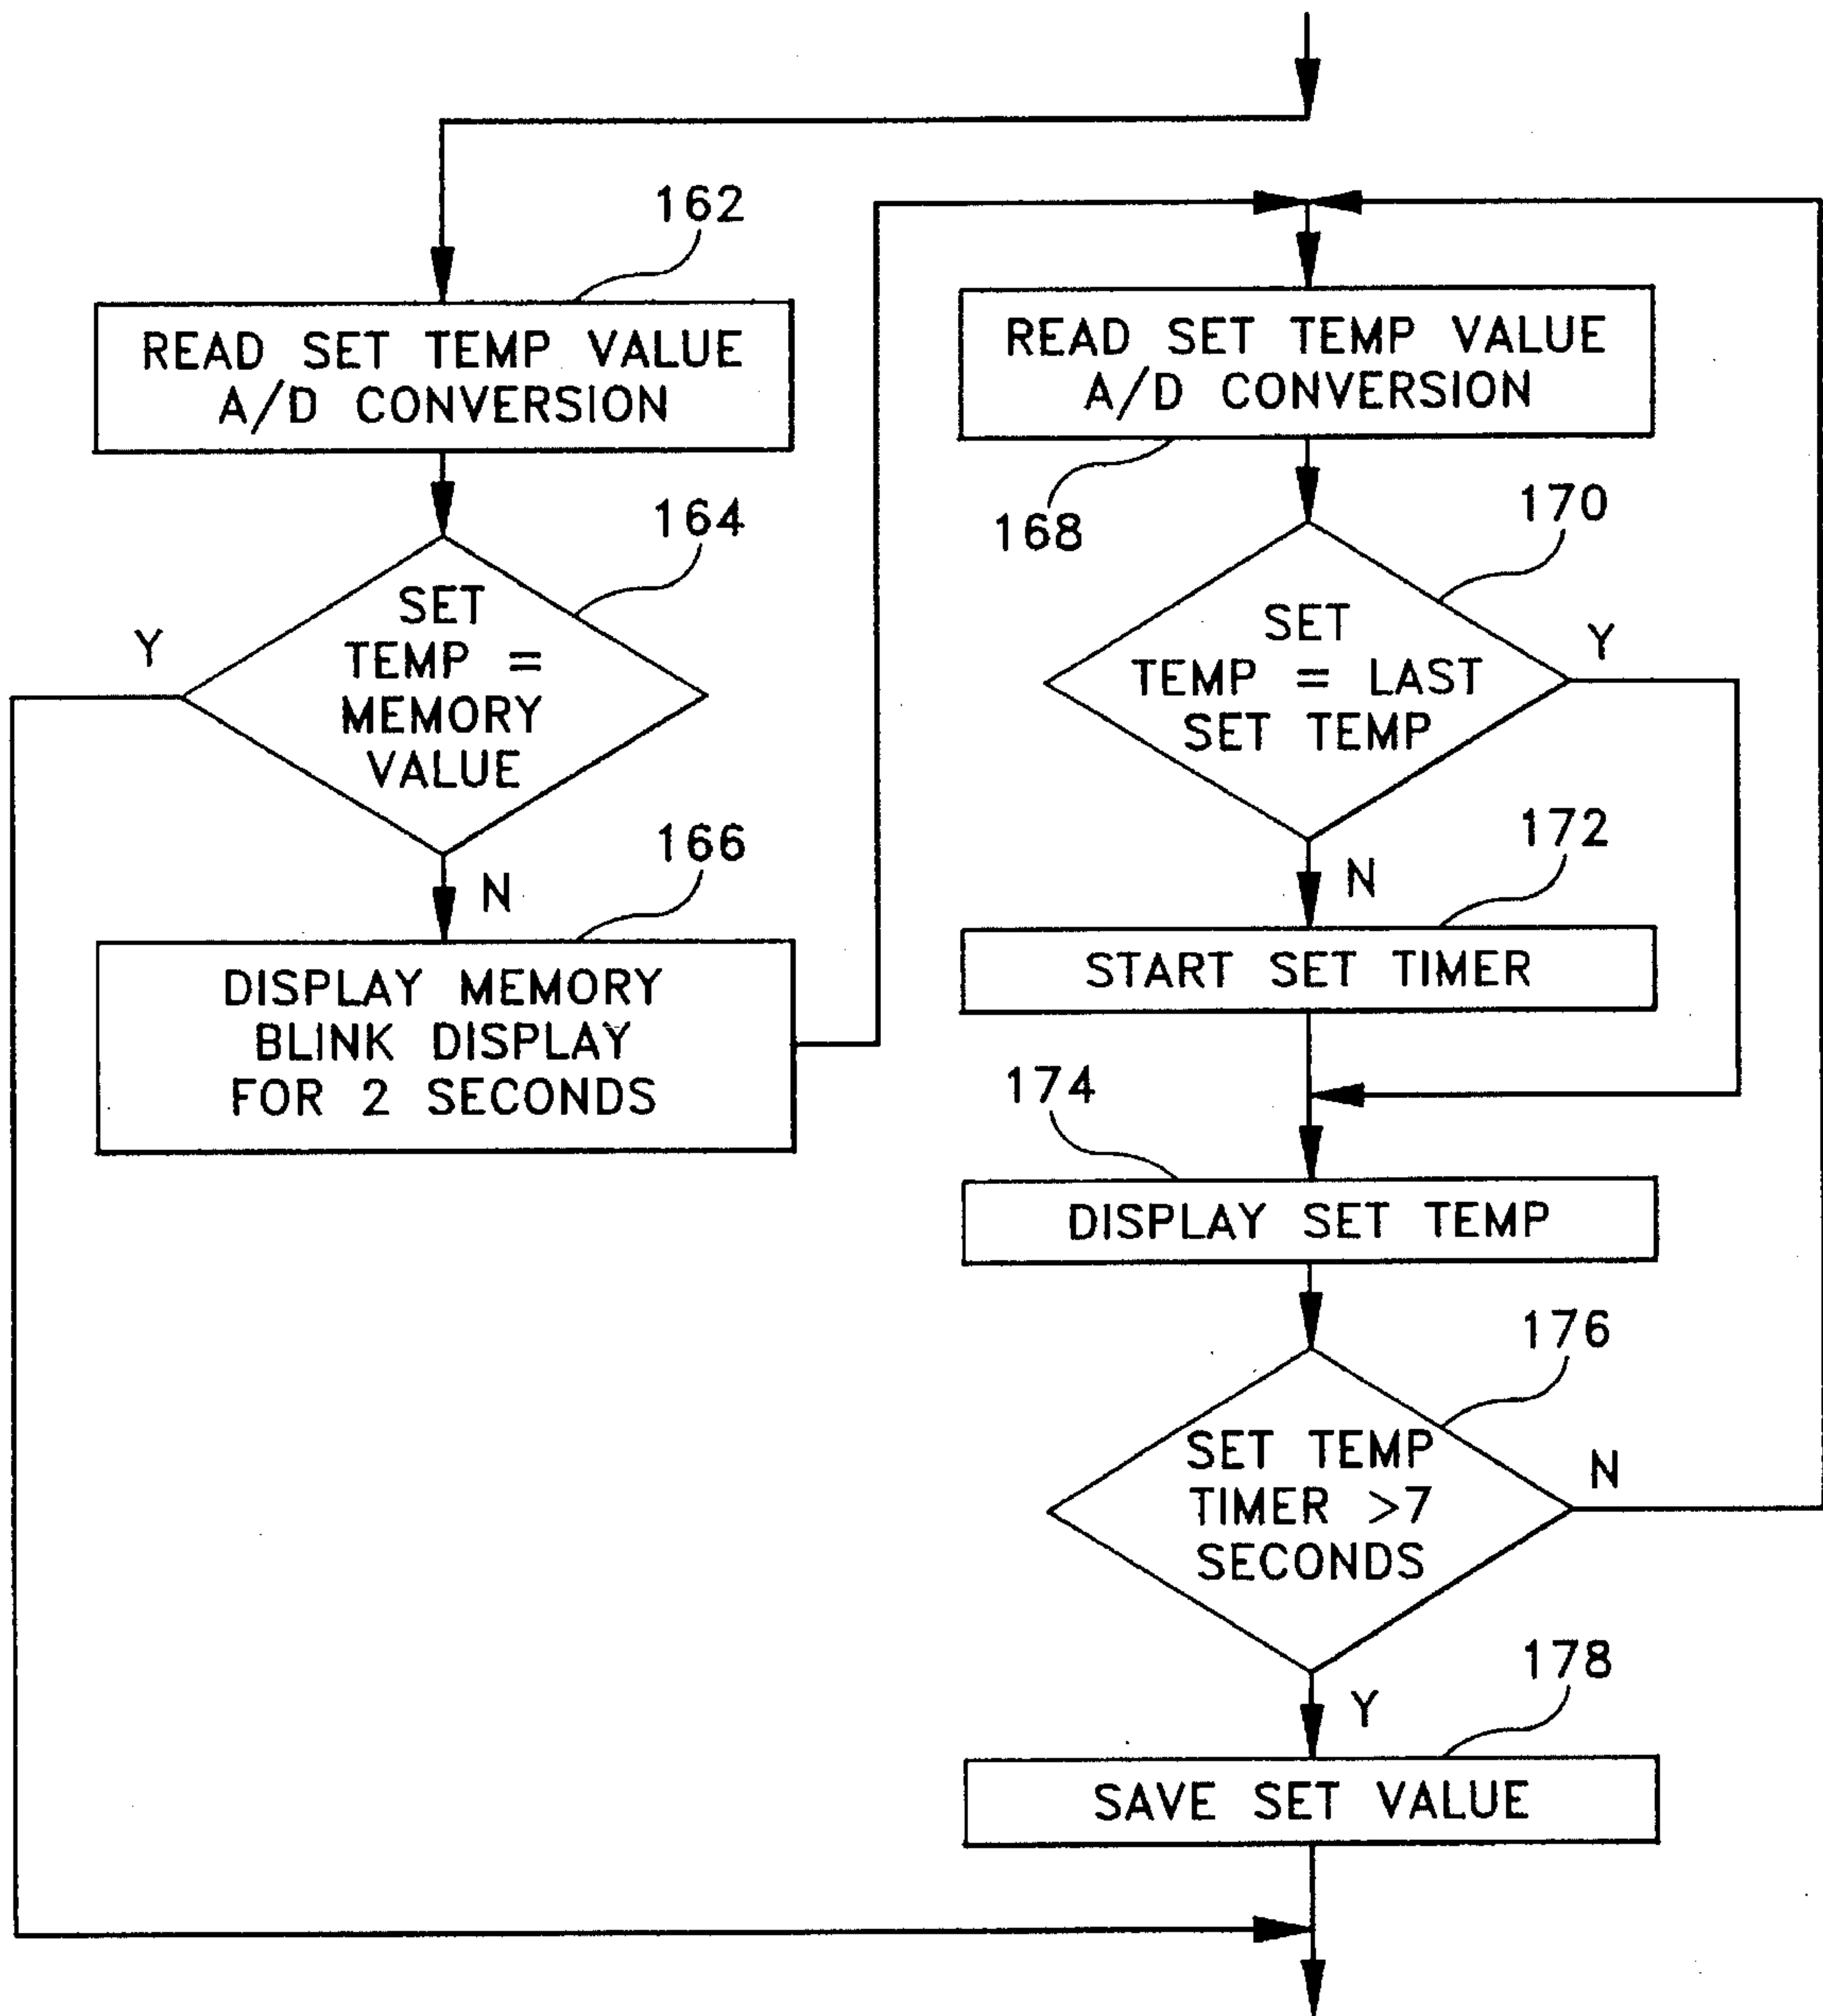 162
READ SET TEMP VALUE
A/D CONVERSION
164
SET
TEMP =
MEMORY
VALUE
Y
N
166
DISPLAY MEMORY
BLINK DISPLAY
FOR 2 SECONDS
READ SET TEMP VALUE
A/D CONVERSION
168
170
SET
TEMP = LAST
SET TEMP
Y
N
172
START SET TIMER
174
DISPLAY SET TEMP
176
SET TEMP
TIMER >7
SECONDS
N
Y
178
SAVE SET VALUE